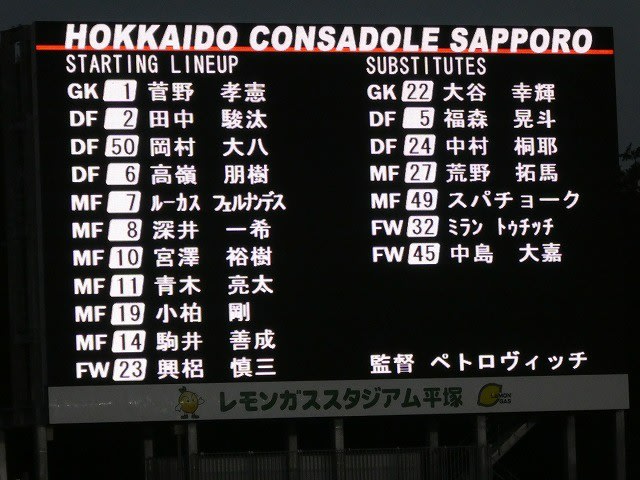 HOKKAIDO CONSADOLE SAPPORO
STARTING LINEUP
GK 1 菅野 孝憲
DF 2 田中 駿汰
DF 50 岡村 大八
DF 6 高嶺 朋樹
MF 7 ルーカス フェルナンデス
MF 8 深井 一希
MF 10 宮澤 裕樹
MF 11 青木 亮太
MF 19 小柏 剛
MF 14 駒井 善成
FW 23 興梠 慎三
SUBSTITUTES
GK 22 大谷 幸輝
DF 5 福森 晃斗
DF 24 中村 桐耶
MF 27 荒野 拓馬
MF 49 スパチョーク
FW 32 ミラン トゥチッチ
FW 45 中島 大嘉
監督 ペトロヴィッチ
レモンガススタジアム平塚
LEMON GAS